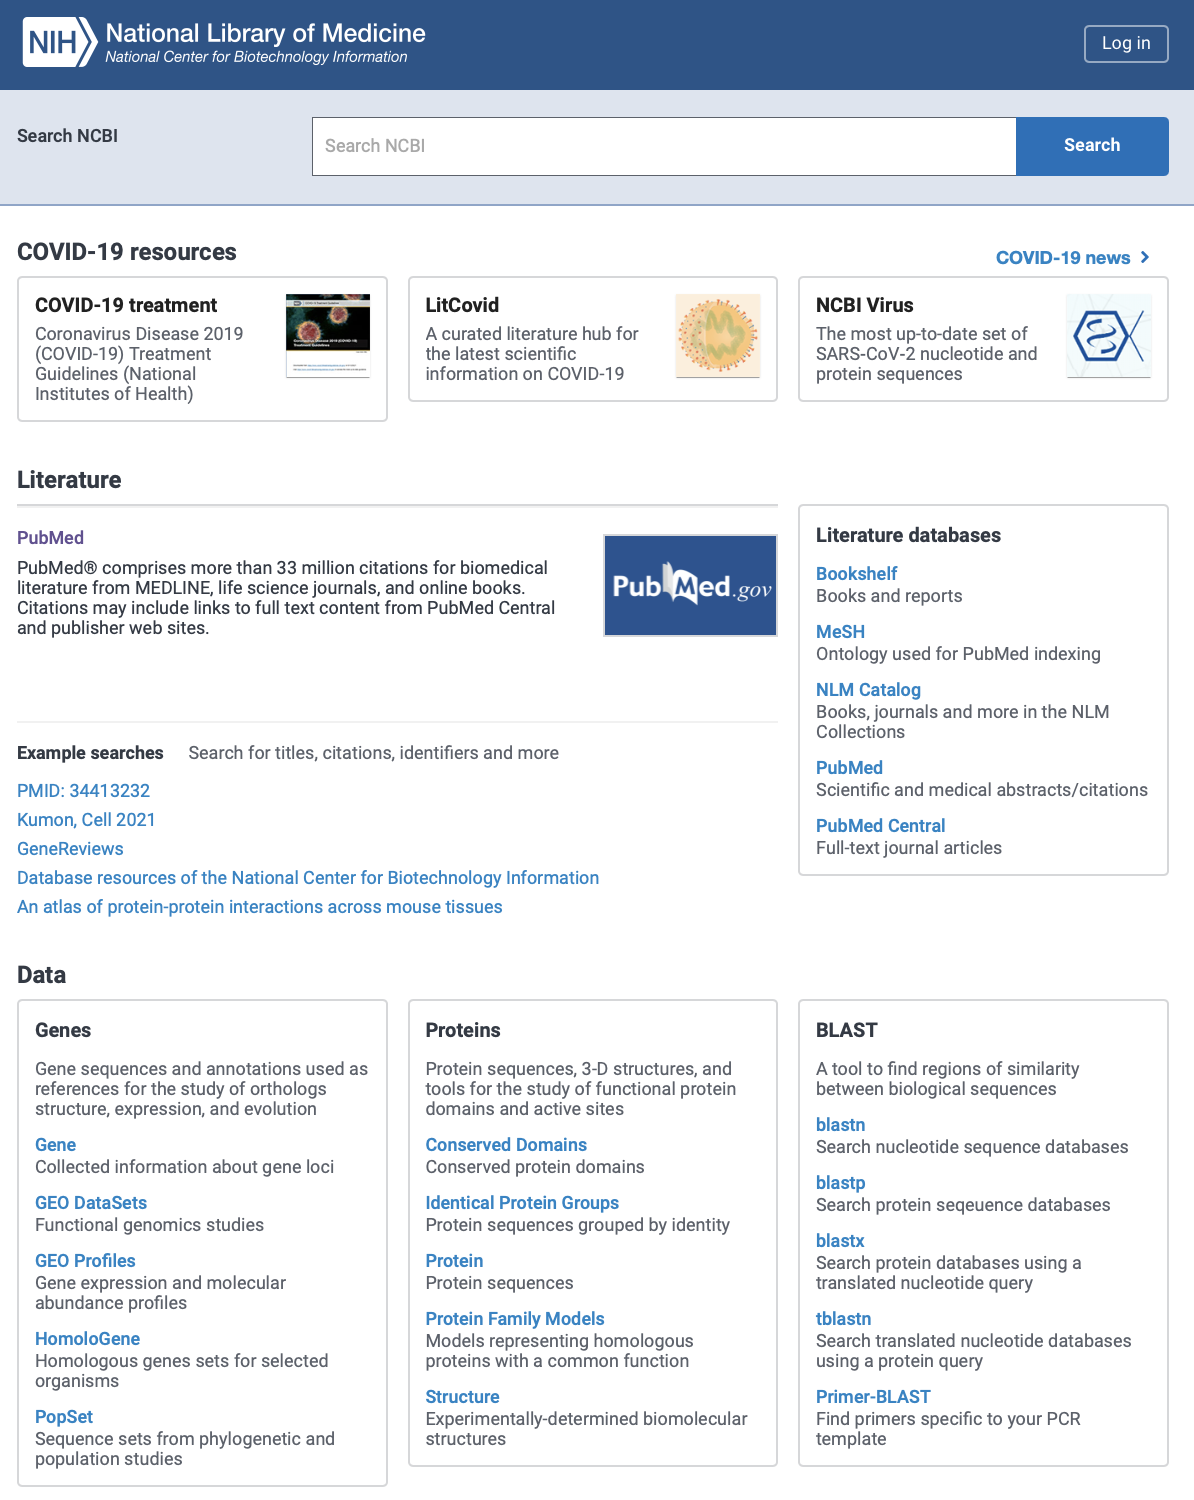 NIH
National Library of Medicine
National Center for Biotechnology Information
Log in
Search NCBI
Search NCBI
Search
COVID-19 resources
COVID-19 news
COVID-19 treatment
Coronavirus Disease 2019
(COVID-19) Treatment
Guidelines (National
Institutes of Health)
LitCovid
A curated literature hub for
the latest scientific
information on COVID-19
NCBI Virus
The most up-to-date set of
SARS-CoV-2 nucleotide and
protein sequences
Literature
PubMed
PubMed® comprises more than 33 million citations for biomedical
literature from MEDLINE, life science journals, and online books.
Citations may include links to full text content from PubMed Central
and publisher web sites.
PubMed.gov
Example searches Search for titles, citations, identifiers and more
PMID: 34413232
Kumon, Cell 2021
GeneReviews
Database resources of the National Center for Biotechnology Information
An atlas of protein-protein interactions across mouse tissues
Literature databases
Bookshelf
Books and reports
MeSH
Ontology used for PubMed indexing
NLM Catalog
Books, journals and more in the NLM
Collections
PubMed
Scientific and medical abstracts/citations
PubMed Central
Full-text journal articles
Data
Genes
Gene sequences and annotations used as
references for the study of orthologs
structure, expression, and evolution
Gene
Collected information about gene loci
GEO DataSets
Functional genomics studies
GEO Profiles
Gene expression and molecular
abundance profiles
HomoloGene
Homologous genes sets for selected
organisms
PopSet
Sequence sets from phylogenetic and
population studies
Proteins
Protein sequences, 3-D structures, and
tools for the study of functional protein
domains and active sites
Conserved Domains
Conserved protein domains
Identical Protein Groups
Protein sequences grouped by identity
Protein
Protein sequences
Protein Family Models
Models representing homologous
proteins with a common function
Structure
Experimentally-determined biomolecular
structures
BLAST
A tool to find regions of similarity
between biological sequences
blastn
Search nucleotide sequence databases
blastp
Search protein seqeuence databases
blastx
Search protein databases using a
translated nucleotide query
tblastn
Search translated nucleotide databases
using a protein query
Primer-BLAST
Find primers specific to your PCR
template